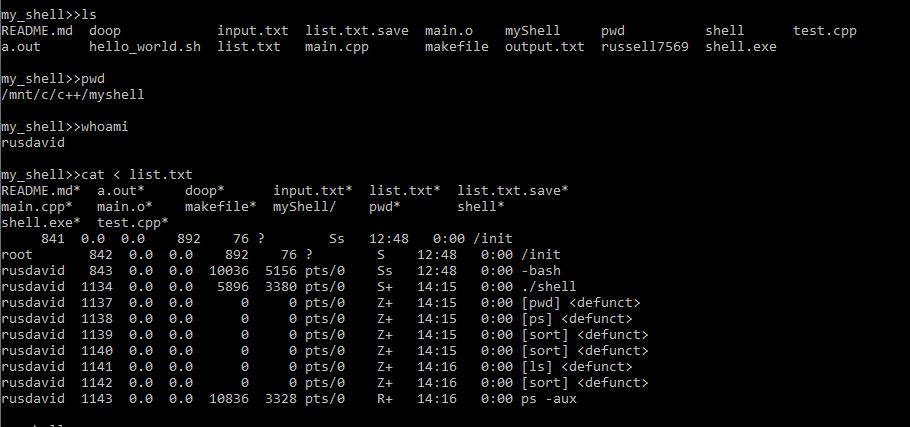 my_shell>>ls
README.md  doop            input.txt  list.txt.save  main.o    myShell     pwd          shell      test.cpp
a.out      hello_world.sh  list.txt   main.cpp       makefile  output.txt  russell7569  shell.exe
my_shell>>pwd
/mnt/c/c++/myshell
my_shell>>whoami
rusdavid
my_shell>>cat < list.txt
README.md*  a.out*     doop*      input.txt*  list.txt*  list.txt.save*
main.cpp*   main.o*    makefile*  myShell/    pwd*       shell*
shell.exe*  test.cpp*
841  0.0  0.0    892    76 ?        Ss   12:48   0:00 /init
root       842  0.0  0.0    892    76 ?        S    12:48   0:00 /init
rusdavid   843  0.0  0.0  10036  5156 pts/0    Ss   12:48   0:00 -bash
rusdavid  1134  0.0  0.0   5896  3380 pts/0    S+   14:15   0:00 ./shell
rusdavid  1137  0.0  0.0      0     0 pts/0    Z+   14:15   0:00 [pwd] <defunct>
rusdavid  1138  0.0  0.0      0     0 pts/0    Z+   14:15   0:00 [ps] <defunct>
rusdavid  1139  0.0  0.0      0     0 pts/0    Z+   14:15   0:00 [sort] <defunct>
rusdavid  1140  0.0  0.0      0     0 pts/0    Z+   14:15   0:00 [sort] <defunct>
rusdavid  1141  0.0  0.0      0     0 pts/0    Z+   14:16   0:00 [ls] <defunct>
rusdavid  1142  0.0  0.0      0     0 pts/0    Z+   14:16   0:00 [sort] <defunct>
rusdavid  1143  0.0  0.0  10836  3328 pts/0    R+   14:16   0:00 ps -aux